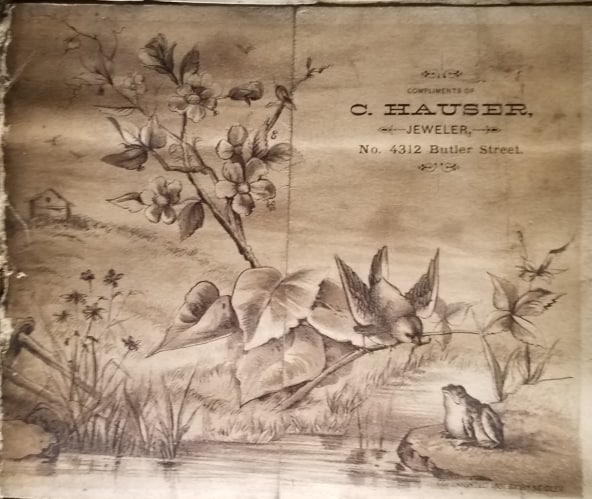 COMPLIMENTS OF
C. HAUSER,
JEWELER,
No. 4312 Butler Street.